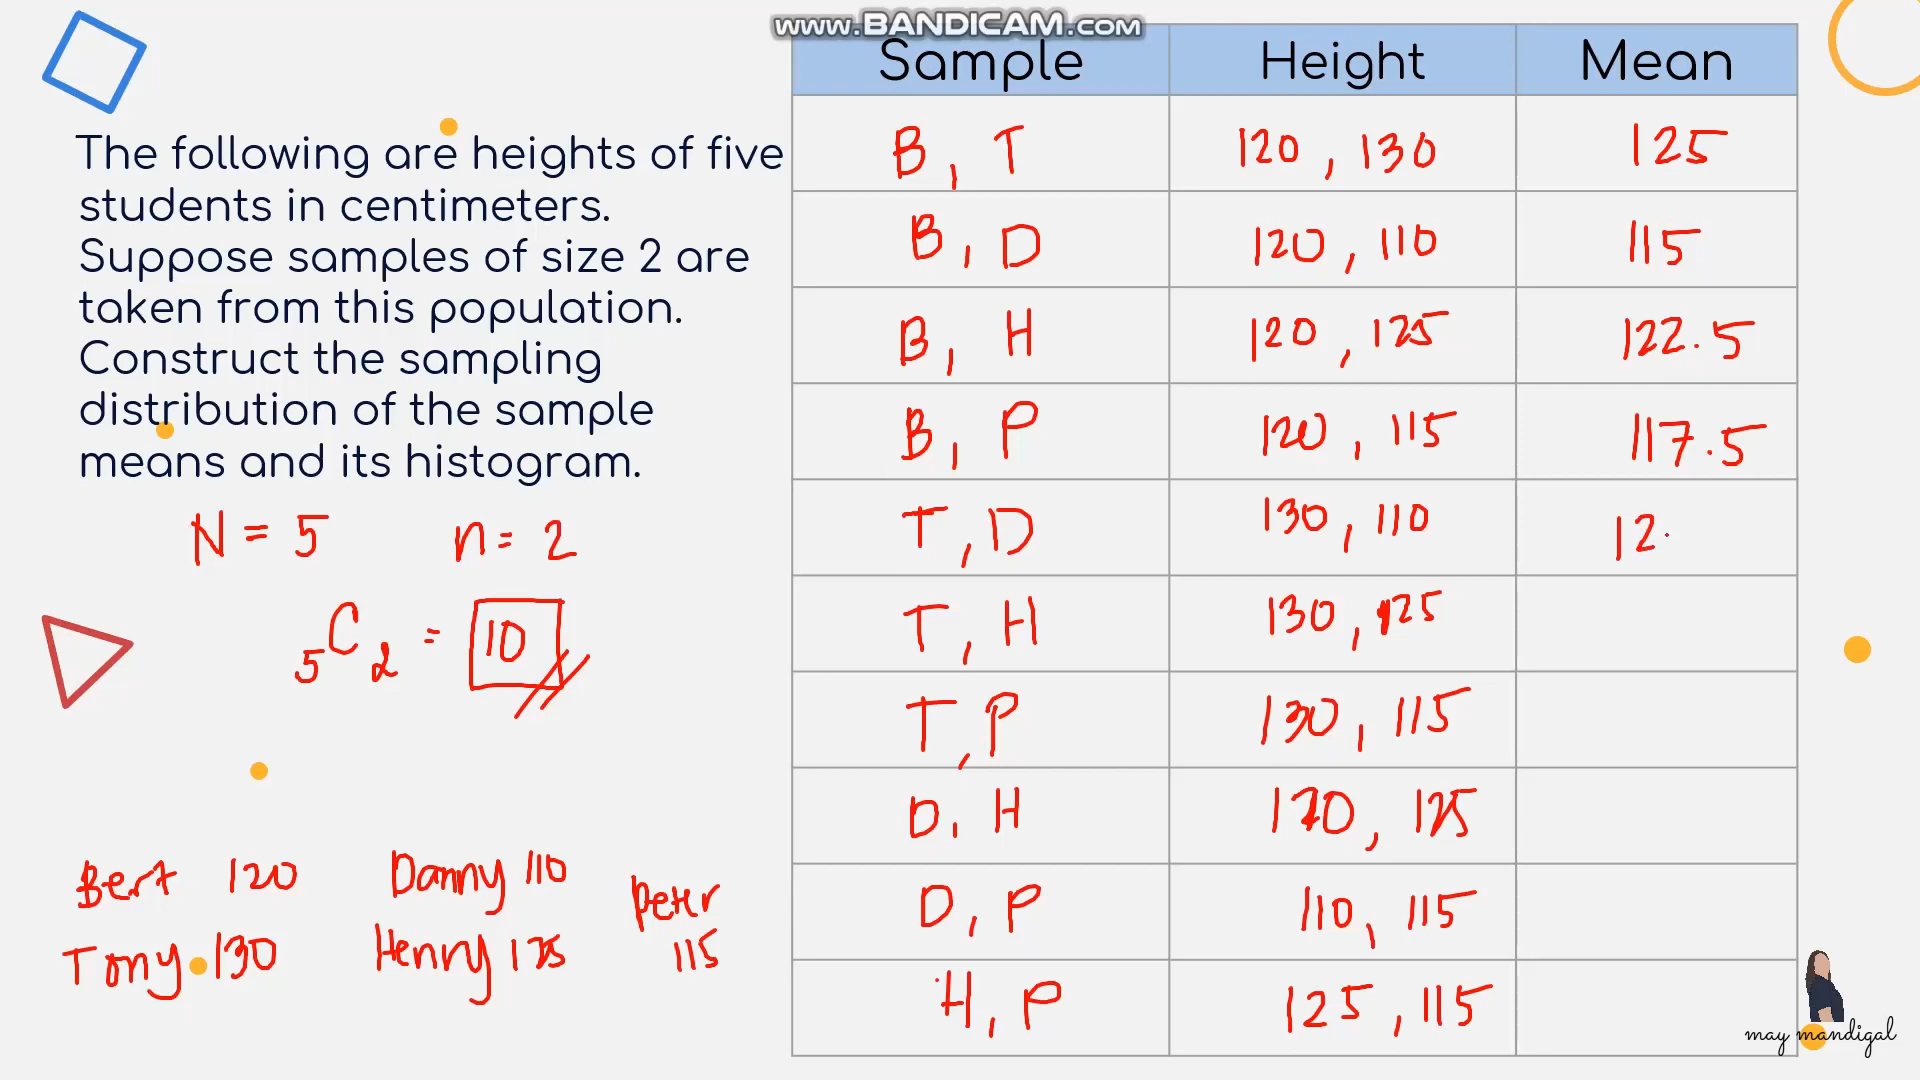 www.BANDICAM.com
The following are heights of five
students in centimeters.
Suppose samples of size 2 are
taken from this population.
Construct the sampling
distribution of the sample
means and its histogram.
N = 5 n = 2
5C2 = 10
Bert 120 Danny 110 Peter
Tony 130 Henry 125 115
Sample Height Mean
B, T 120, 130 125
B, D 120, 110 115
B, H 120, 125 122.5
B, P 120, 115 117.5
T, D 130, 110 12
T, H 130, 125
T, P 130, 115
D, H 125
D, P 110, 115
H, P 125, 115
may mandigal